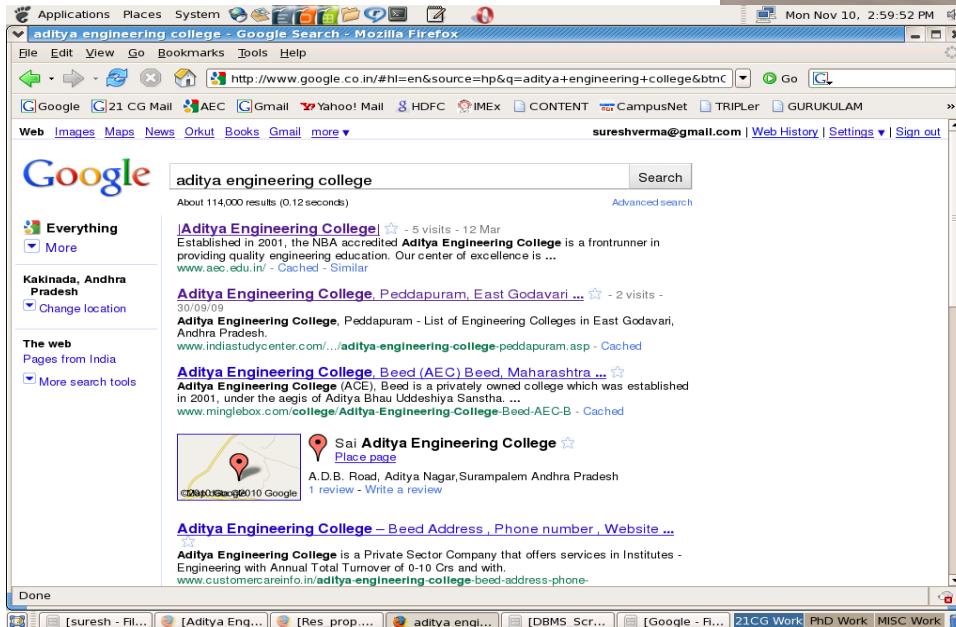 Applications Places System Mon Nov 10, 2:59:52 PM
aditya engineering college - Google Search - Mozilla Firefox
File Edit View Go Bookmarks Tools Help
http://www.google.co.in/#hl=en&source=hp&q=aditya+engineering+college&btnG Go G
Google 21 CG Mail AEC Gmail Yahoo! Mail HDFC IMEx CONTENT CampusNet TRIPLer GURUKULAM »
Web Images Maps News Orkut Books Gmail more ▼ sureshverma@gmail.com | Web History | Settings ▼ | Sign out
Google
aditya engineering college Search
About 114,000 results (0.12 seconds) Advanced search
Everything
More
Kakinada, Andhra
Pradesh
Change location
The web
Pages from India
More search tools
|Aditya Engineering College| - 5 visits - 12 Mar
Established in 2001, the NBA accredited Aditya Engineering College is a frontrunner in
providing quality engineering education. Our center of excellence is ...
www.aec.edu.in/ - Cached - Similar
Aditya Engineering College, Peddapuram, East Godavari ... - 2 visits -
30/09/09
Aditya Engineering College, Peddapuram - List of Engineering Colleges in East Godavari,
Andhra Pradesh.
www.indiastudycenter.com/.../aditya-engineering-college-peddapuram.asp - Cached
Aditya Engineering College, Beed (AEC) Beed, Maharashtra ...
Aditya Engineering College (ACE), Beed is a privately owned college which was established
in 2001, under the aegis of Aditya Bhau Uddeshiya Sanstha. ...
www.minglebox.com/college/Aditya-Engineering-College-Beed-AEC-B - Cached
Sai Aditya Engineering College
Place page
A.D.B. Road, Aditya Nagar,Surampalem Andhra Pradesh
1 review - Write a review
10 Google
Aditya Engineering College – Beed Address , Phone number , Website ...
Aditya Engineering College is a Private Sector Company that offers services in Institutes -
Engineering with Annual Total Turnover of 0-10 Crs and with.
www.customercareinfo.in/aditya-engineering-college-beed-address-phone-
Done
[suresh - Fil... [Aditya Eng... [Res_prop.... aditya engi... [DBMS_Scr... [Google - Fi... 21CG Work PhD Work MISC Work